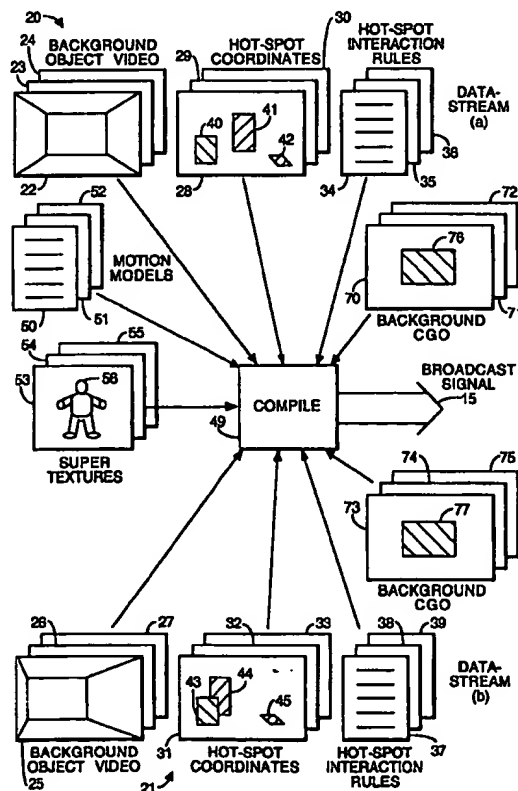 20
30
24
BACKGROUND
OBJECT VIDEO
HOT-SPOT
COORDINATES
HOT-SPOT
INTERACTION
RULES
23
29
DATA-
STREAM
(a)
40
41
42
22
28
34
35
36
52
MOTION
MODELS
50
51
72
76
70
71
BACKGROUND
CGO
55
54
53
56
SUPER
TEXTURES
COMPILE
49
BROADCAST
SIGNAL
15
74
75
73
77
BACKGROUND
CGO
26
27
32
33
38
39
43
44
45
DATA-
STREAM
(b)
31
37
BACKGROUND
OBJECT VIDEO
HOT-SPOT
COORDINATES
HOT-SPOT
INTERACTION
RULES
25
21